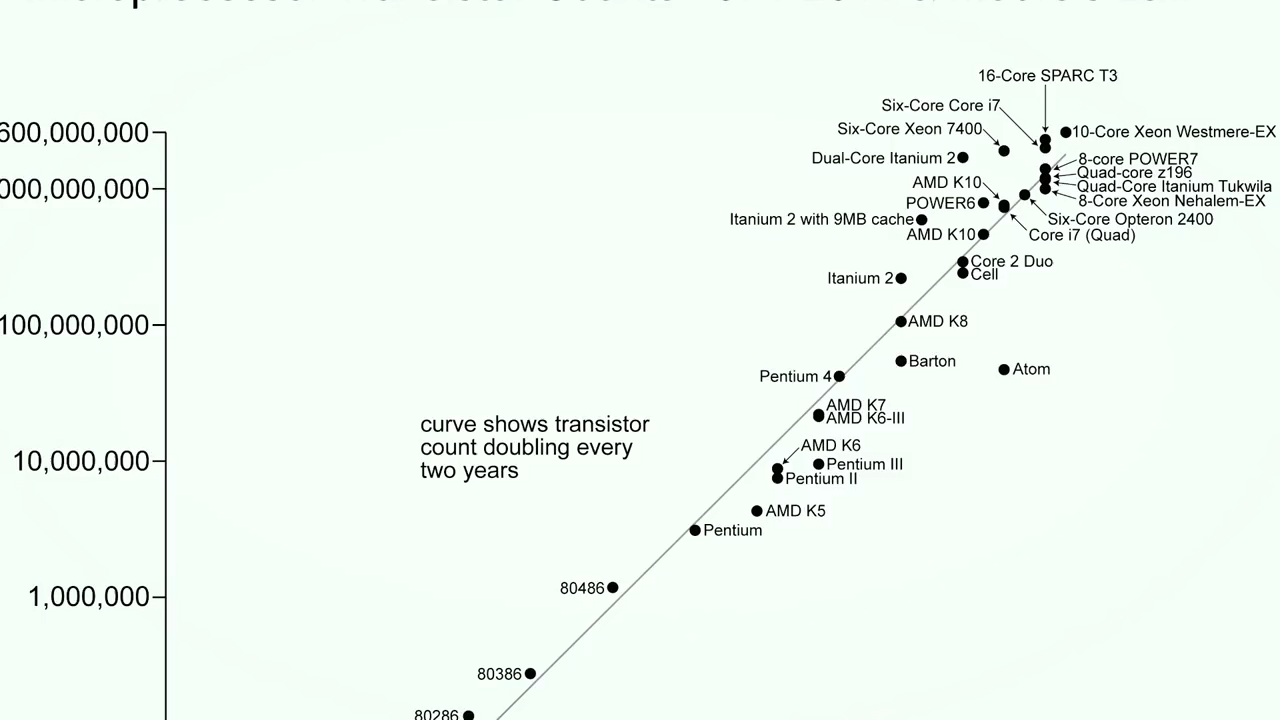 16-Core SPARC T3
Six-Core Core i7
Six-Core Xeon 7400
10-Core Xeon Westmere-EX
Dual-Core Itanium 2
8-core POWER7
Quad-core z196
Quad-Core Itanium Tukwila
8-Core Xeon Nehalem-EX
AMD K10
POWER6
Itanium 2 with 9MB cache
Six-Core Opteron 2400
AMD K10
Core i7 (Quad)
Core 2 Duo
Cell
Itanium 2
100,000,000
AMD K8
Barton
Pentium 4
Atom
AMD K7
AMD K6-III
curve shows transistor
count doubling every
two years
AMD K6
10,000,000
Pentium III
Pentium II
AMD K5
Pentium
80486
1,000,000
80386
80286